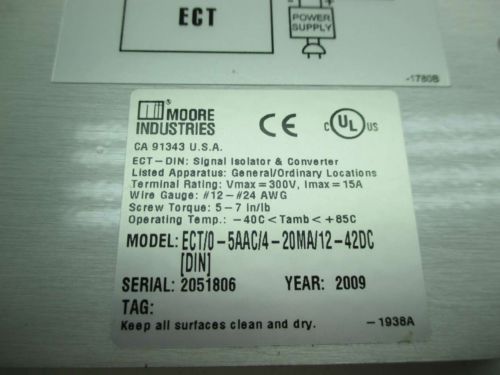 ECT
POWER
SUPPLY
-1780B
MOORE
INDUSTRIES
®
CE
C UL US
®
CA 91343 U.S.A.
ECT-DIN: Signal Isolator & Converter
Listed Apparatus: General/Ordinary Locations
Terminal Rating: Vmax=300V, Imax=15A
Wire Gauge: #12-#24 AWG
Screw Torque: 5-7 in/lb
Operating Temp.: -40C<Tamb<+85C
MODEL: ECT/0-5AAC/4-20MA/12-42DC
[DIN]
SERIAL: 2051806 YEAR: 2009
TAG:
Keep all surfaces clean and dry. -1938A